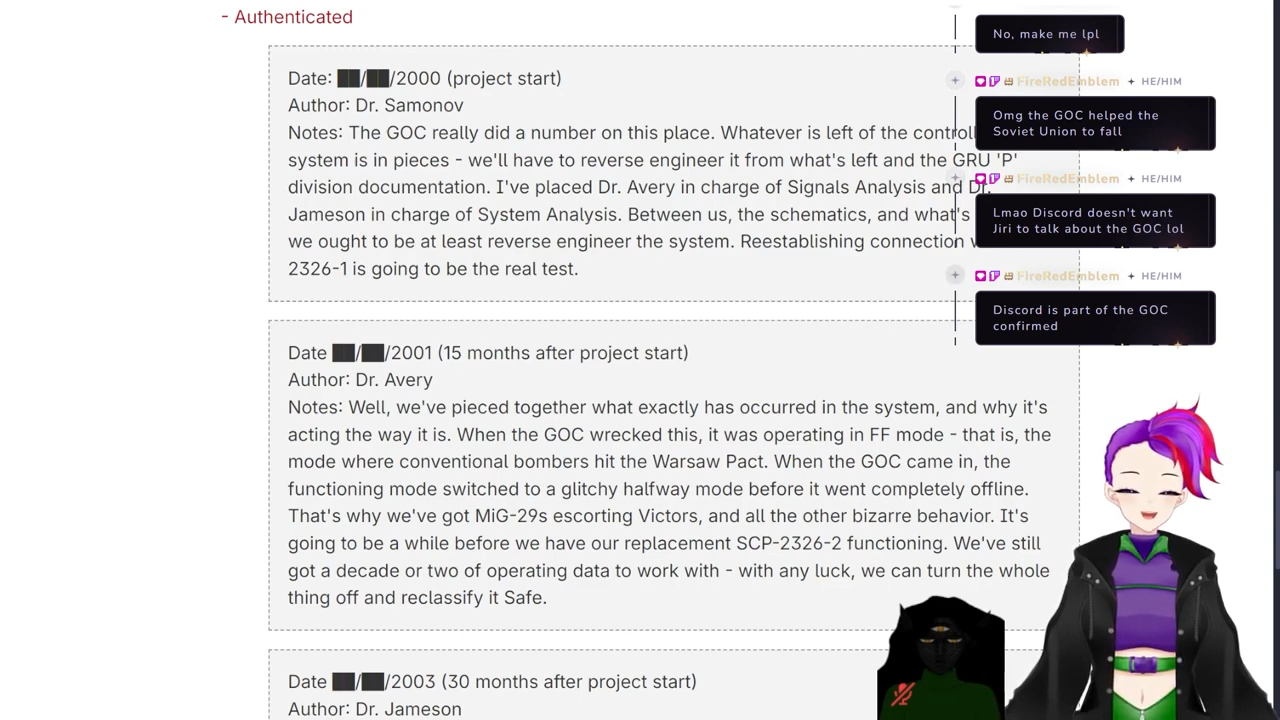 - Authenticated
Date: ██/██/2000 (project start)
Author: Dr. Samonov
Notes: The GOC really did a number on this place. Whatever is left of the
system is in pieces - we'll have to reverse engineer it from what's left and the GRU 'P'
division documentation. I've placed Dr. Avery in charge of Signals Analysis and Dr.
Jameson in charge of System Analysis. Between us, the schematics, and what's
we ought to be at least reverse engineer the system. Reestablishing connection
2326-1 is going to be the real test.
Date ██/██/2001 (15 months after project start)
Author: Dr. Avery
Notes: Well, we've pieced together what exactly has occurred in the system, and why it's
acting the way it is. When the GOC wrecked this, it was operating in FF mode - that is, the
mode where conventional bombers hit the Warsaw Pact. When the GOC came in, the
functioning mode switched to a glitchy halfway mode before it went completely offline.
That's why we've got MiG-29s escorting Victors, and all the other bizarre behavior. It's
going to be a while before we have our replacement SCP-2326-2 functioning. We've still
got a decade or two of operating data to work with - with any luck, we can turn the whole
thing off and reclassify it Safe.
Date ██/██/2003 (30 months after project start)
Author: Dr. Jameson
No, make me lpl
FireRedEmblem HE/HIM
Omg the GOC helped the
Soviet Union to fall
FireRedEmblem HE/HIM
Lmao Discord doesn't want
Jiri to talk about the GOC lol
FireRedEmblem HE/HIM
Discord is part of the GOC
confirmed